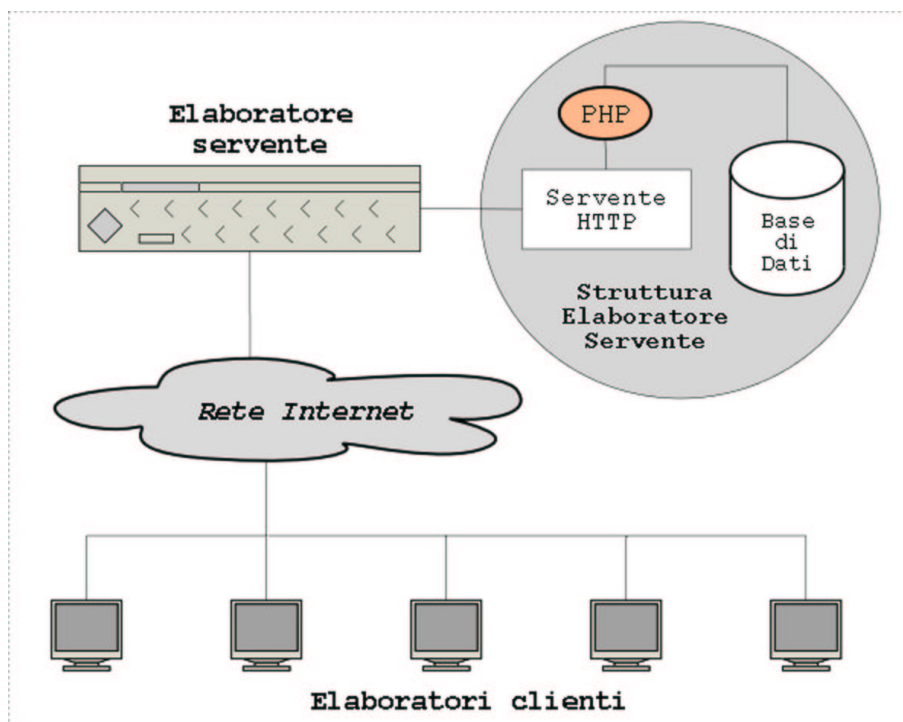 Elaboratore
servente
PHP
Servente
HTTP
Base
di
Dati
Struttura
Elaboratore
Servente
Rete Internet
Elaboratori clienti